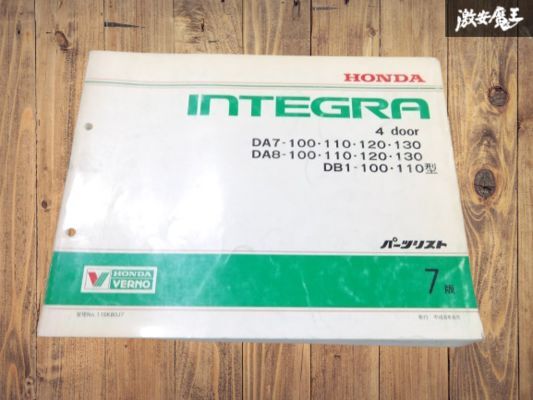 激安魔王
HONDA
INTEGRA
4 door
DA7-100・110・120・130
DA8-100・110・120・130
DB1-100・110型
パーツリスト
HONDA
VERNO
7版